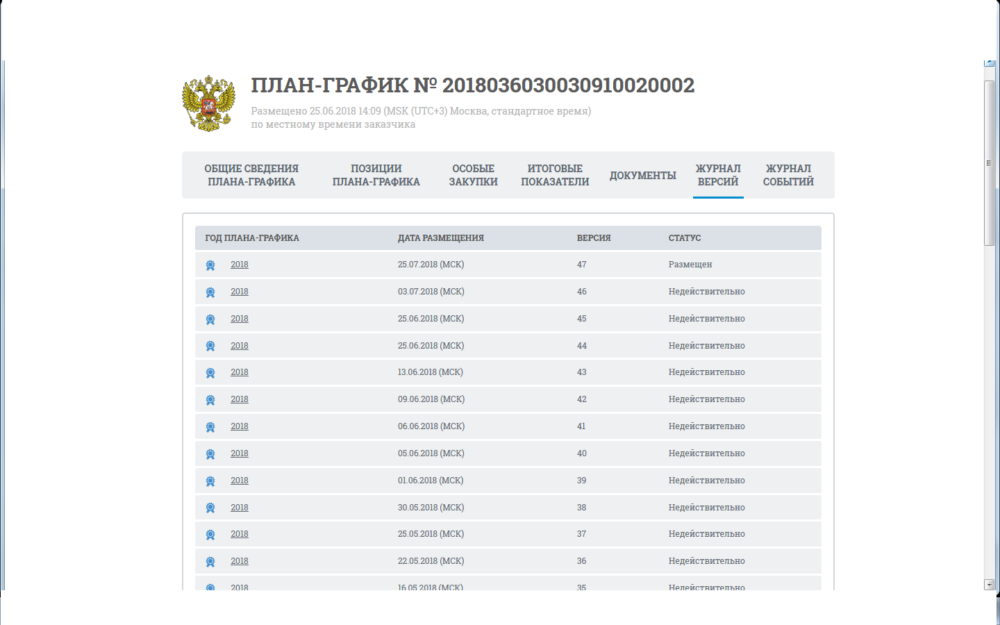 ПЛАН-ГРАФИК № 2018036030030910020002
Размещено 25.06.2018 14:09 (MSK (UTC+3) Москва, стандартное время)
по местному времени заказчика
ОБЩИЕ СВЕДЕНИЯ ПЛАНА-ГРАФИКА
ПОЗИЦИИ ПЛАНА-ГРАФИКА
ОСОБЫЕ ЗАКУПКИ
ИТОГОВЫЕ ПОКАЗАТЕЛИ
ДОКУМЕНТЫ
ЖУРНАЛ ВЕРСИЙ
ЖУРНАЛ СОБЫТИЙ
ГОД ПЛАНА-ГРАФИКА ДАТА РАЗМЕЩЕНИЯ ВЕРСИЯ СТАТУС
2018 25.07.2018 (МСК) 47 Размещен
2018 03.07.2018 (МСК) 46 Недействительно
2018 25.06.2018 (МСК) 45 Недействительно
2018 25.06.2018 (МСК) 44 Недействительно
2018 13.06.2018 (МСК) 43 Недействительно
2018 09.06.2018 (МСК) 42 Недействительно
2018 06.06.2018 (МСК) 41 Недействительно
2018 05.06.2018 (МСК) 40 Недействительно
2018 01.06.2018 (МСК) 39 Недействительно
2018 30.05.2018 (МСК) 38 Недействительно
2018 25.05.2018 (МСК) 37 Недействительно
2018 22.05.2018 (МСК) 36 Недействительно
2018 16.05.2018 (МСК) 35 Недействительно